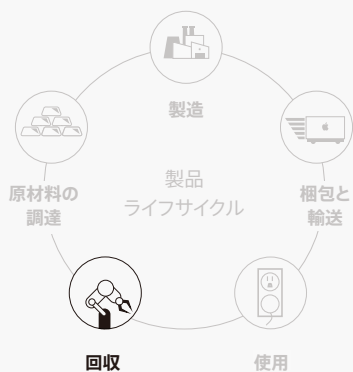 製造
原材料の
調達
製品
ライフサイクル
梱包と
輸送
回収
使用